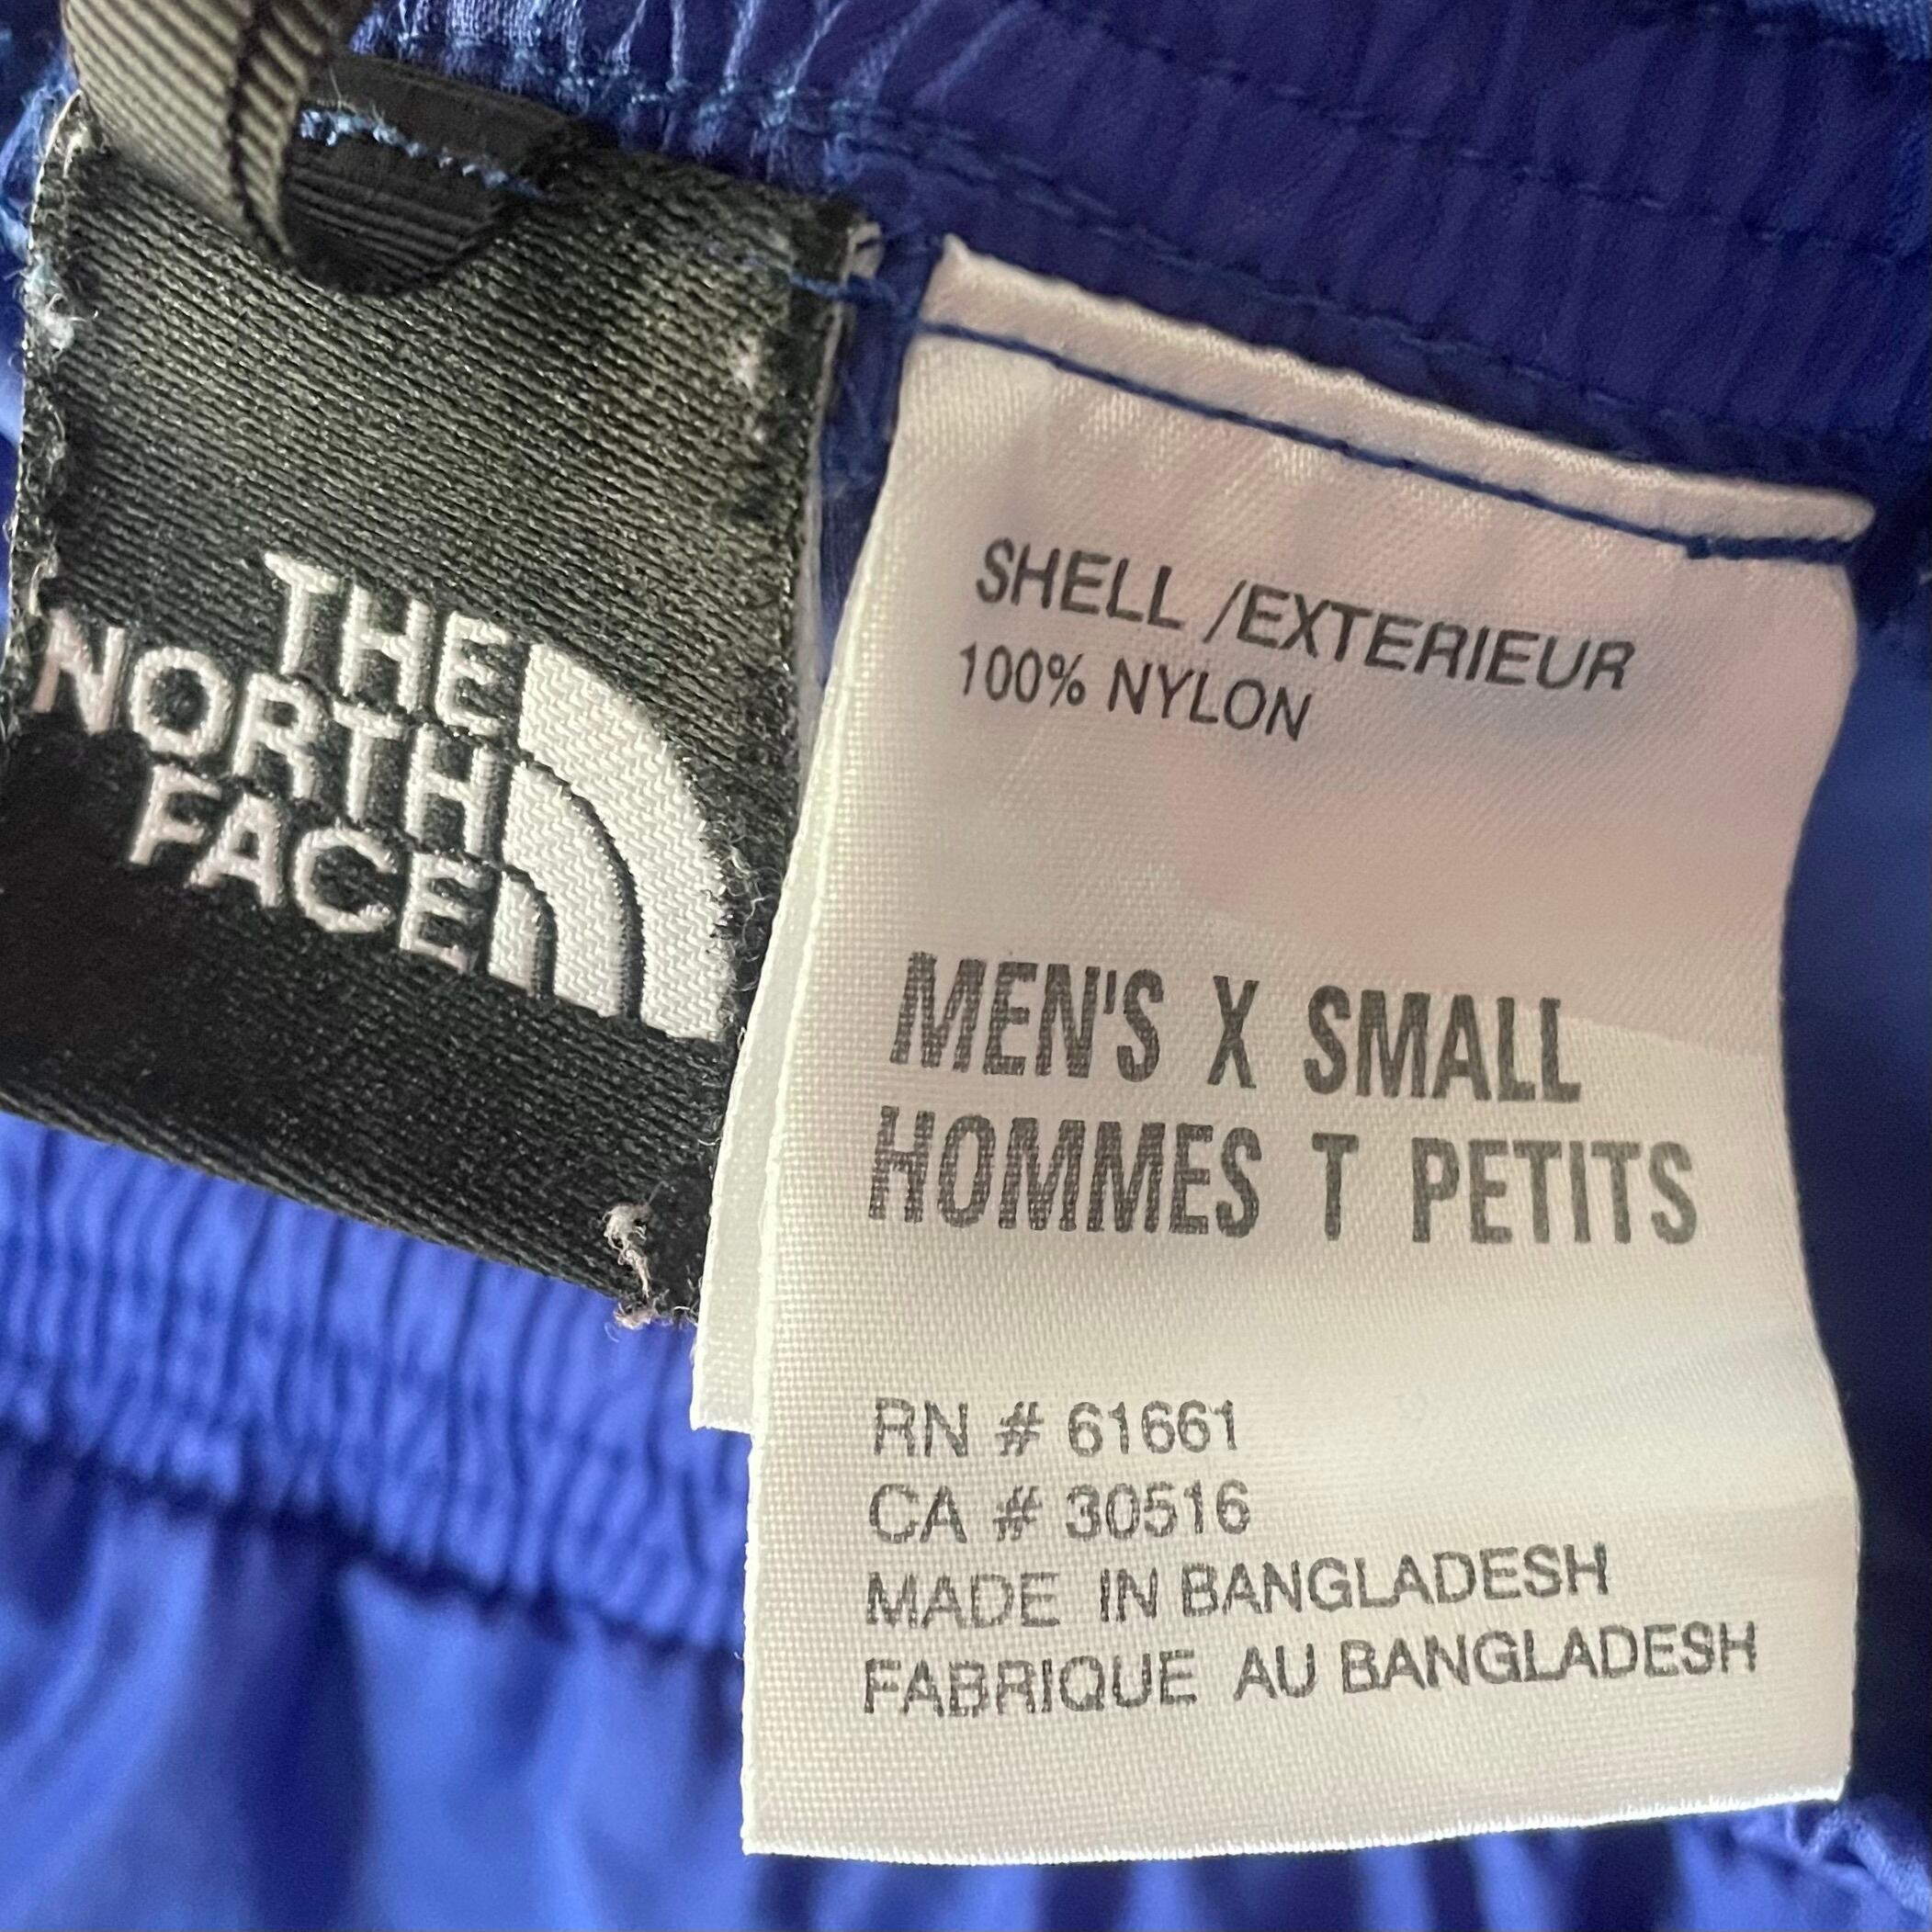 THE
NORTH
FACE
SHELL /EXTERIEUR
100% NYLON
MEN'S X SMALL
HOMMES T PETITS
RN # 61661
CA # 30516
MADE IN BANGLADESH
FABRIQUE AU BANGLADESH